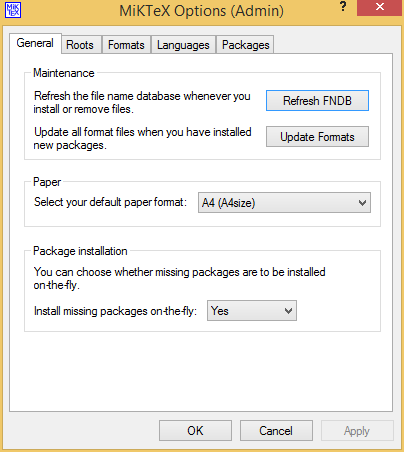 MiKTeX Options (Admin)
?
General Roots Formats Languages Packages
Maintenance
Refresh the file name database whenever you
install or remove files.
Refresh FNDB
Update all format files when you have installed
new packages.
Update Formats
Paper
Select your default paper format: A4 (A4size)
Package installation
You can choose whether missing packages are to be installed
on-the-fly.
Install missing packages on-the-fly: Yes
OK Cancel Apply